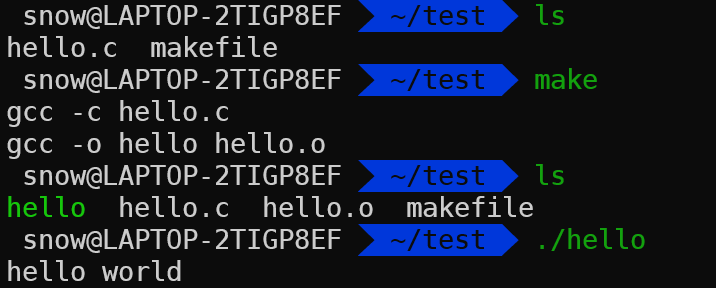 snow@LAPTOP-2TIGP8EF ~/test ls
hello.c  makefile
snow@LAPTOP-2TIGP8EF ~/test make
gcc -c hello.c
gcc -o hello hello.o
snow@LAPTOP-2TIGP8EF ~/test ls
hello  hello.c  hello.o  makefile
snow@LAPTOP-2TIGP8EF ~/test ./hello
hello world